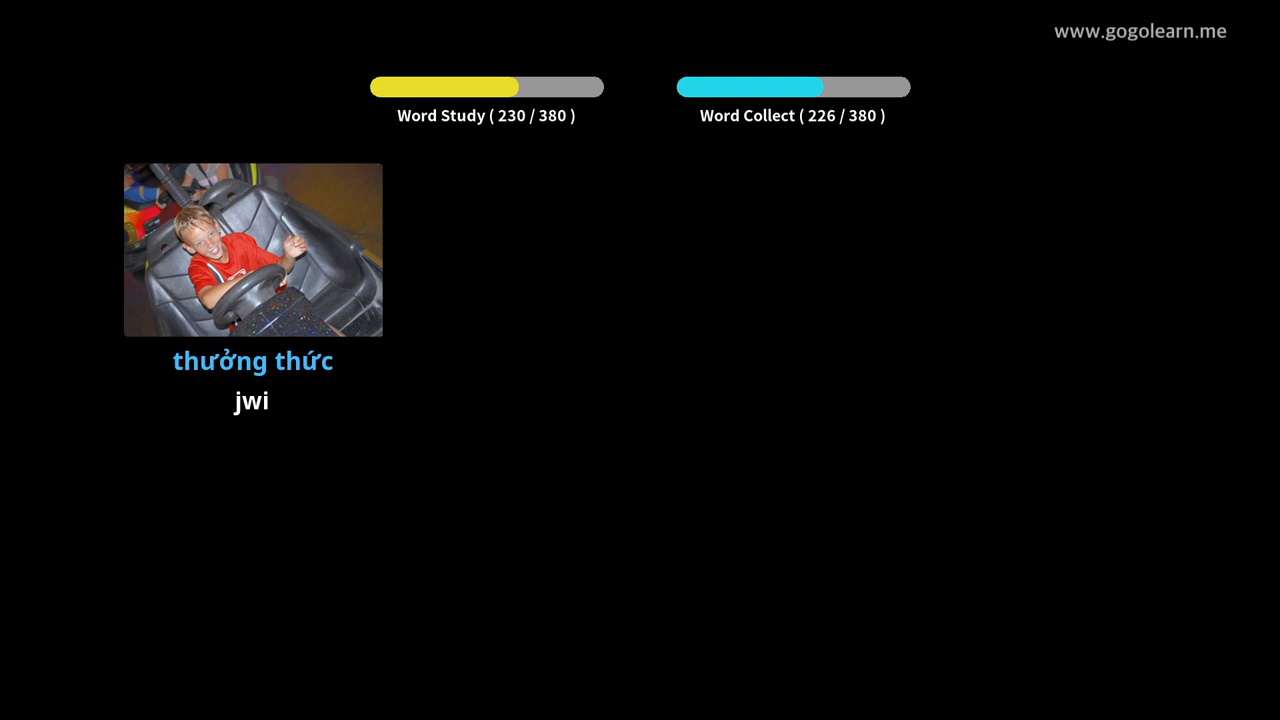 www.gogolearn.me
Word Study ( 230 / 380 )
Word Collect ( 226 / 380 )
thưởng thức
jwi